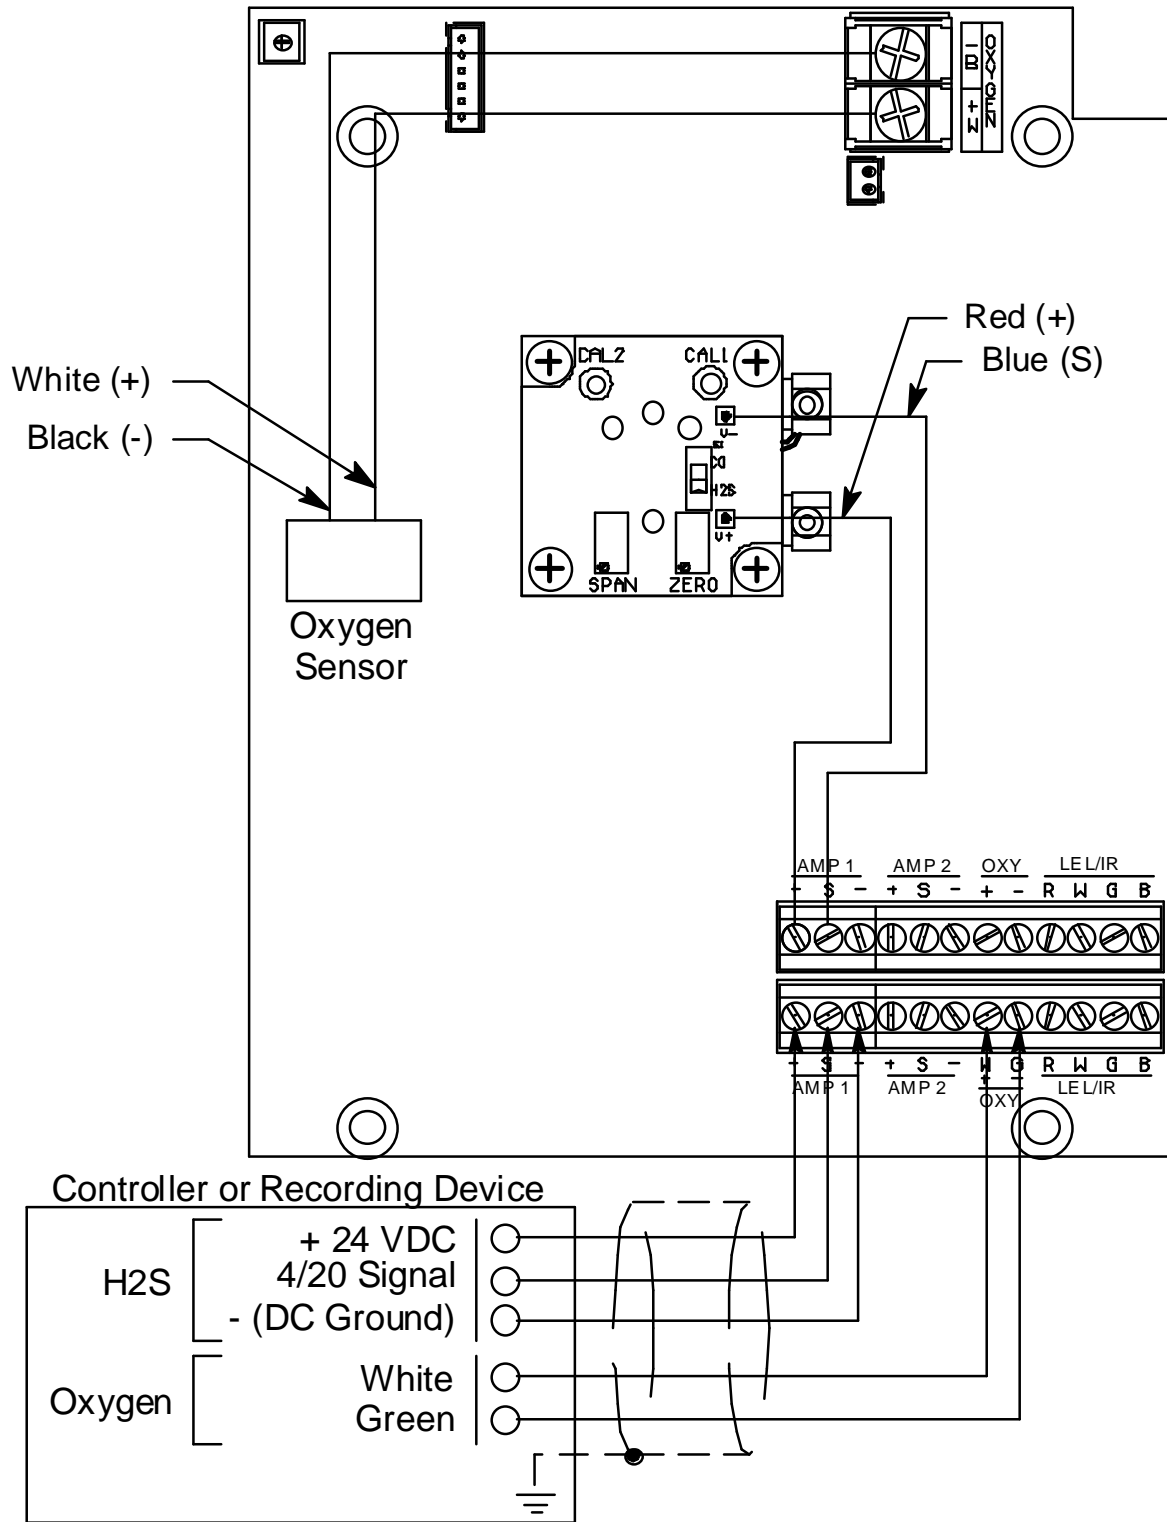 OXYGEN
-B +W
Red (+)
Blue (S)
White (+)
Black (-)
CAL2 CAL1
V-
CO
H2S
V+
SPAN ZERO
Oxygen
Sensor
AMP 1 AMP 2 OXY LEL/IR
- S - + S - + - R W G B
- S - + S - W G R W G B
+ -
AMP 1 AMP 2 OXY LEL/IR
Controller or Recording Device
H2S
+ 24 VDC
4/20 Signal
- (DC Ground)
Oxygen
White
Green